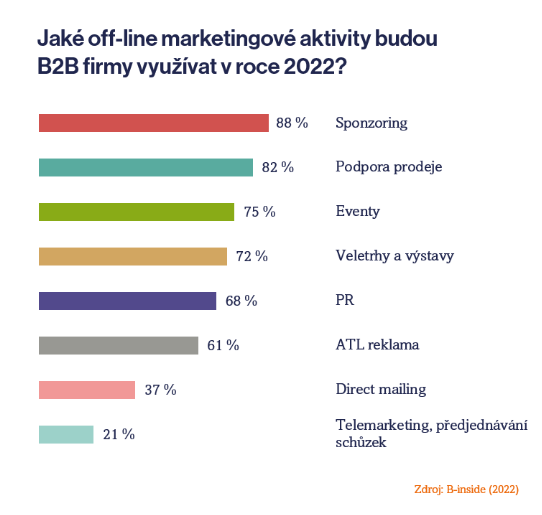 Jaké off-line marketingové aktivity budou
B2B firmy využívat v roce 2022?
88 % Sponzoring
82 % Podpora prodeje
75 % Eventy
72 % Veletrhy a výstavy
68 % PR
61 % ATL reklama
37 % Direct mailing
21 % Telemarketing, předjednávání
schůzek
Zdroj: B-inside (2022)